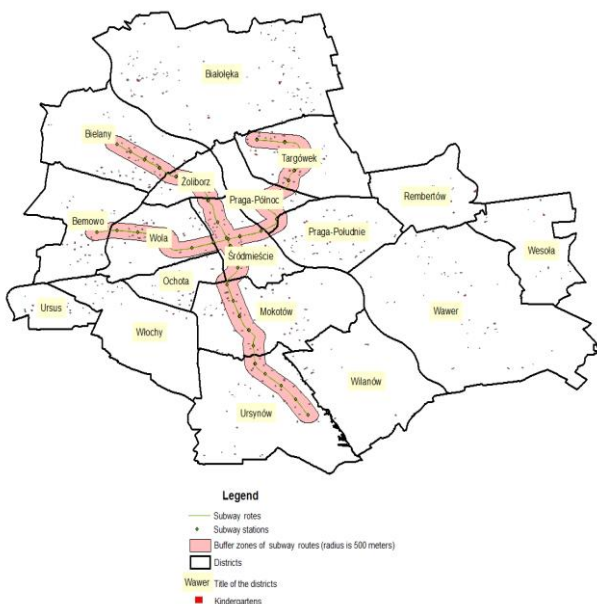 Białołęka
Bielany
Targówek
Żoliborz
Rembertów
Praga-Północ
Bemowo
Praga-Południe
Wola
Wesoła
Śródmieście
Ochota
Ursus
Mokotów
Wawer
Włochy
Wilanów
Ursynów
Legend
Subway rotes
Subway stations
Buffer zones of subway routes (radius is 500 meters)
Districts
Wawer Title of the districts
Kindergartens